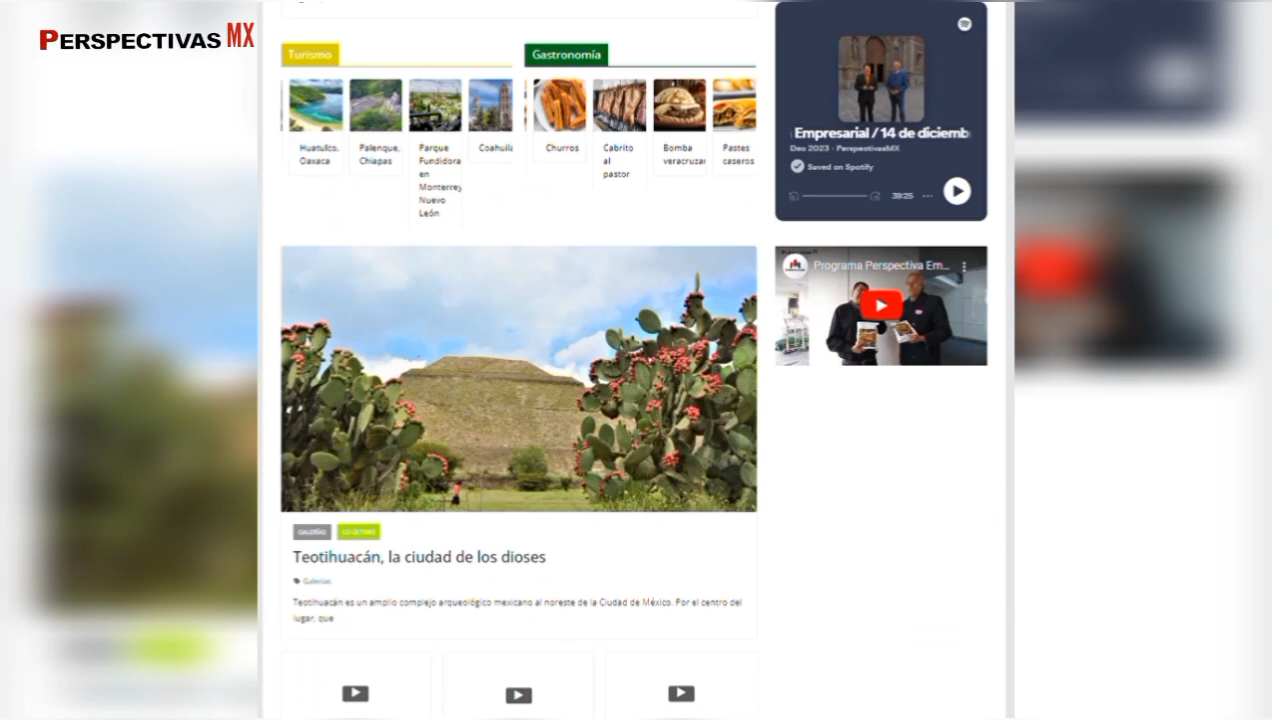 PERSPECTIVAS MX
Turismo
Gastronomía
Huatulco,
Oaxaca
Palenque,
Chiapas
Parque
Fundidora
en
Monterrey
Nuevo
León
Coahuila
Churros
Cabrito
al
pastor
Bomba
veracruzan
Pastes
caseros
Empresarial / 14 de diciemb
Dec 2023 · PerspectivasMX
Saved on Spotify
39:25
Programa Perspectiva Em...
GALERÍAS
LO ÚLTIMO
Teotihuacán, la ciudad de los dioses
Galerías
Teotihuacán es un amplio complejo arqueológico mexicano al noreste de la Ciudad de México. Por el centro del
lugar, que